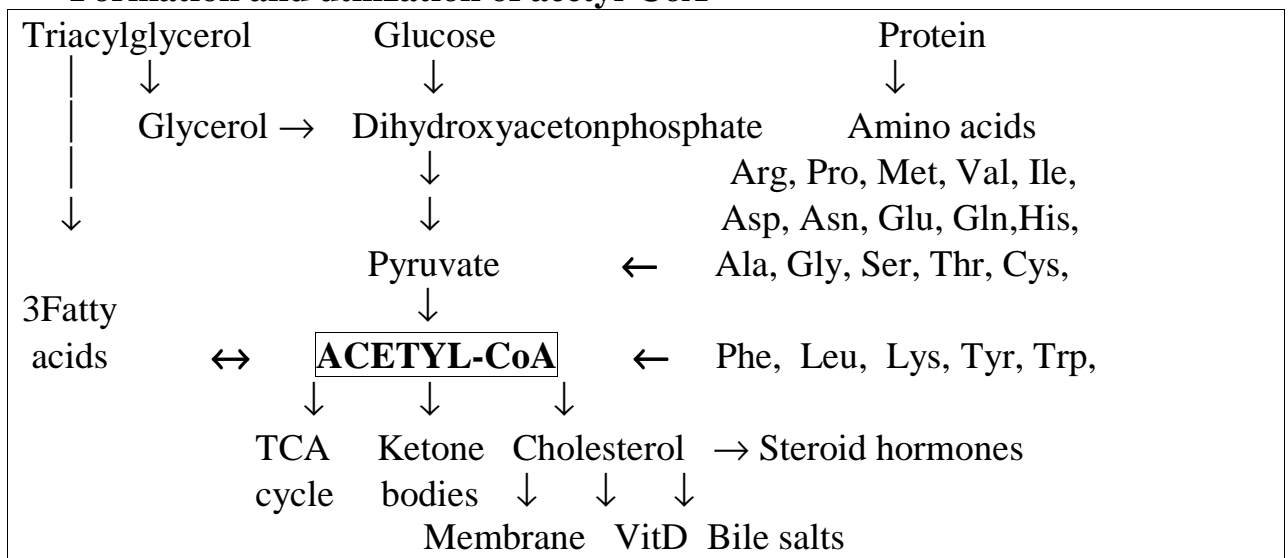 Formation and utilization of acetyl-CoA
Triacylglycerol Glucose Protein
| ↓ ↓ ↓
| Glycerol → Dihydroxyacetonphosphate Amino acids
| ↓ Arg, Pro, Met, Val, Ile,
↓ ↓ Asp, Asn, Glu, Gln,His,
Pyruvate ← Ala, Gly, Ser, Thr, Cys,
3Fatty ↓
acids ↔ ACETYL-CoA ← Phe, Leu, Lys, Tyr, Trp,
↓ ↓ ↓
TCA Ketone Cholesterol → Steroid hormones
cycle bodies ↓ ↓ ↓
Membrane VitD Bile salts